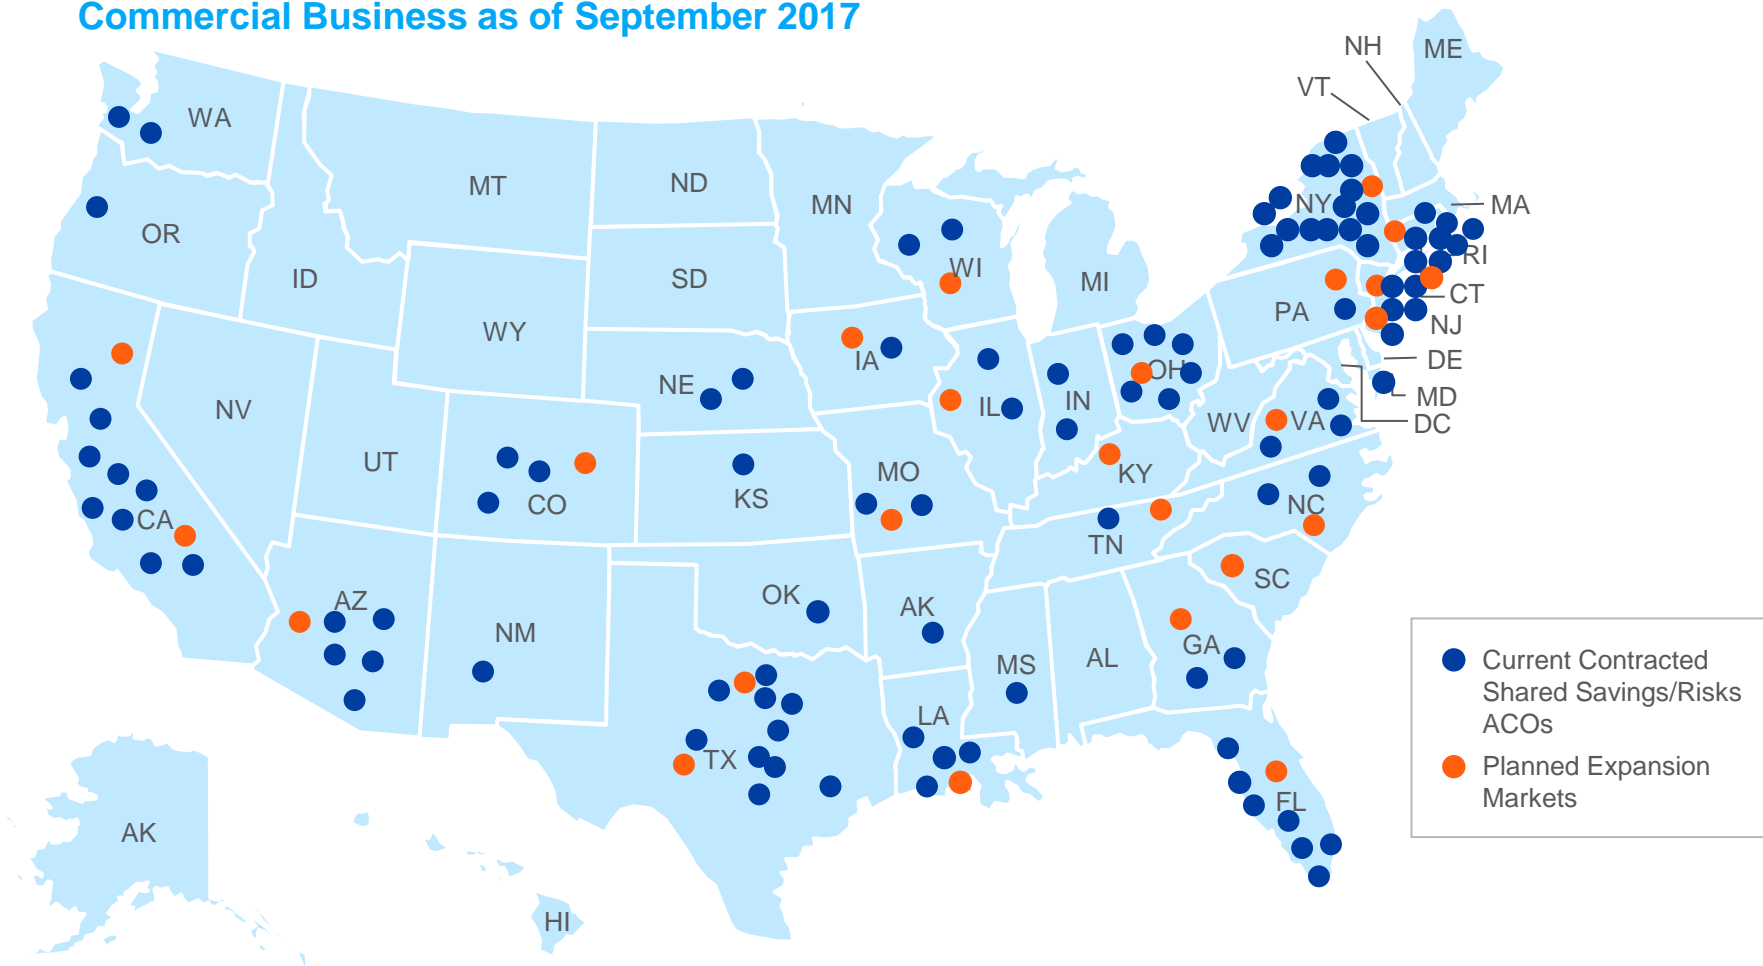 Commercial Business as of September 2017
NH
ME
VT
WA
MT
ND
MN
NY
MA
OR
ID
SD
WI
MI
RI
WY
PA
CT
NJ
IA
OH
DE
NE
NV
IL
IN
MD
WV
VA
DC
UT
MO
KY
CO
KS
CA
NC
TN
SC
AZ
OK
AK
NM
MS
AL
GA
LA
TX
FL
AK
HI
Current Contracted
Shared Savings/Risks
ACOs
Planned Expansion
Markets